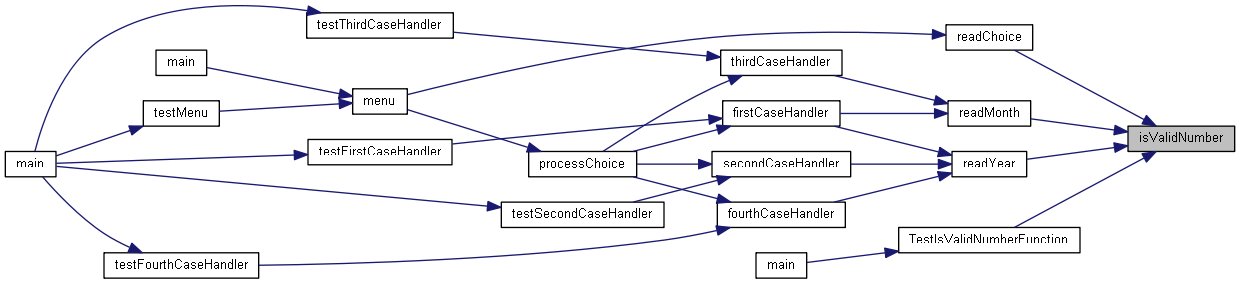 testThirdCaseHandler
readChoice
main
thirdCaseHandler
menu
testMenu
firstCaseHandler
readMonth
isValidNumber
testFirstCaseHandler
main
processChoice
secondCaseHandler
readYear
testSecondCaseHandler
fourthCaseHandler
TestIsValidNumberFunction
testFourthCaseHandler
main